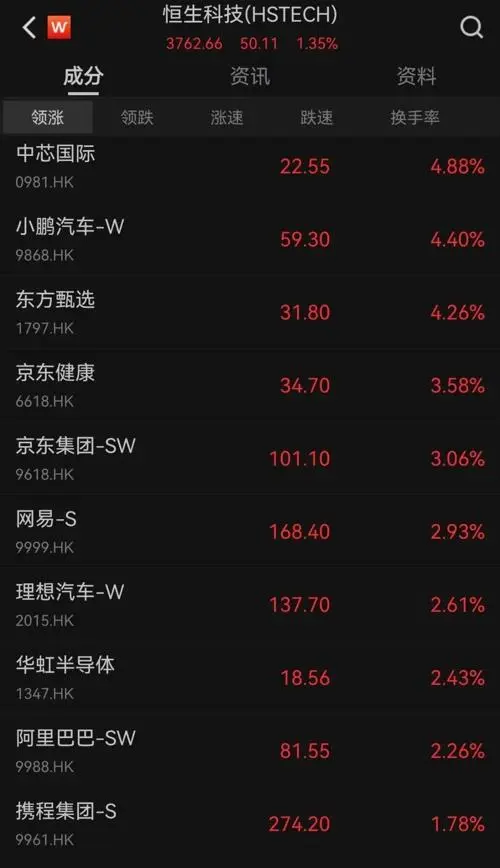 恒生科技(HSTECH)
W
3762.66 50.11 1.35%
成分 资讯 资料
领涨 领跌 涨速 跌速 换手率
中芯国际 22.55 4.88%
0981.HK
小鹏汽车-W 59.30 4.40%
9868.HK
东方甄选 31.80 4.26%
1797.HK
京东健康 34.70 3.58%
6618.HK
京东集团-SW 101.10 3.06%
9618.HK
网易-S 168.40 2.93%
9999.HK
理想汽车-W 137.70 2.61%
2015.HK
华虹半导体 18.56 2.43%
1347.HK
阿里巴巴-SW 81.55 2.26%
9988.HK
携程集团-S 274.20 1.78%
9961.HK